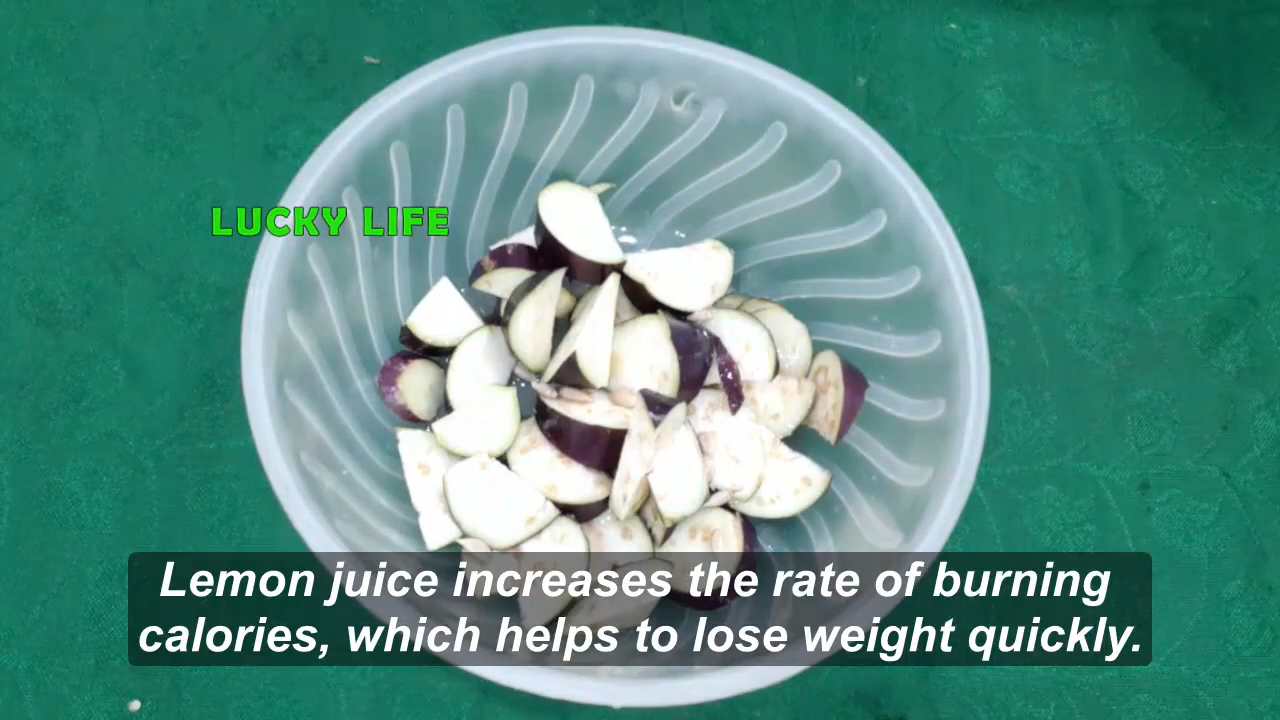 LUCKY LIFE
Lemon juice increases the rate of burning
calories, which helps to lose weight quickly.